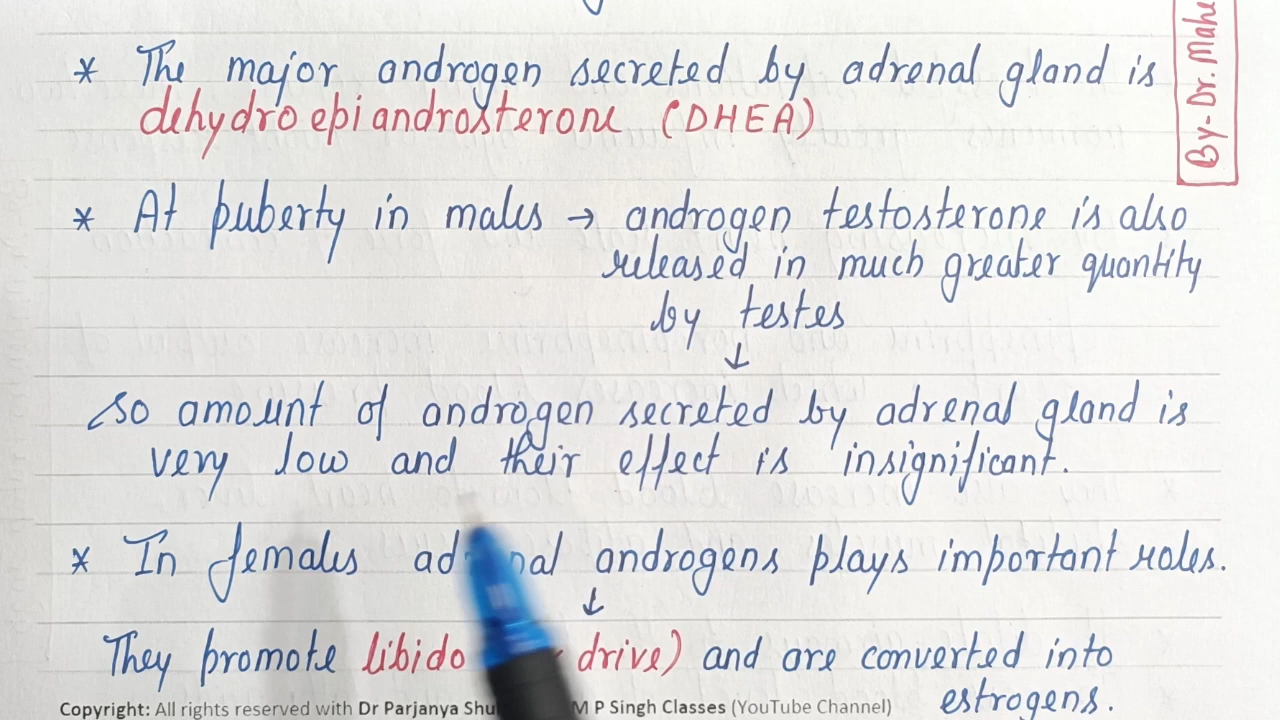 * The major androgen secreted by adrenal gland is
dehydroepiandrosterone (DHEA)
* At puberty in males → androgen testosterone is also
released in much greater quantity
by testes
↓
So amount of androgen secreted by adrenal gland is
very low and their effect is insignificant.
* In females androgens plays important roles.
↓
They promote libido drive) and are converted into
estrogens.
Copyright: All rights reserved with Dr Parjanya M P Singh Classes (YouTube Channel)
By- Dr.